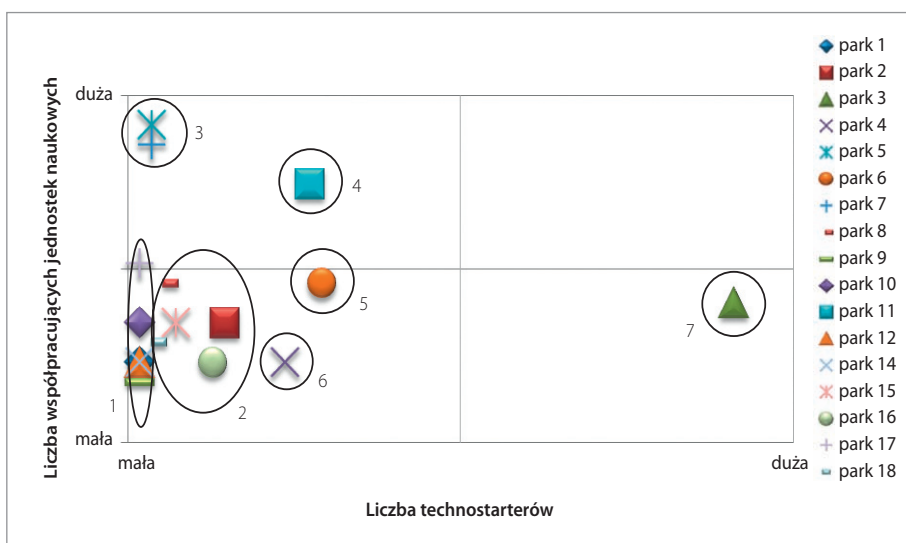 Liczba współpracujących jednostek naukowych
duża
mała
mała
duża
Liczba technostarterów
3
4
5
7
6
1
2
park 1
park 2
park 3
park 4
park 5
park 6
park 7
park 8
park 9
park 10
park 11
park 12
park 14
park 15
park 16
park 17
park 18